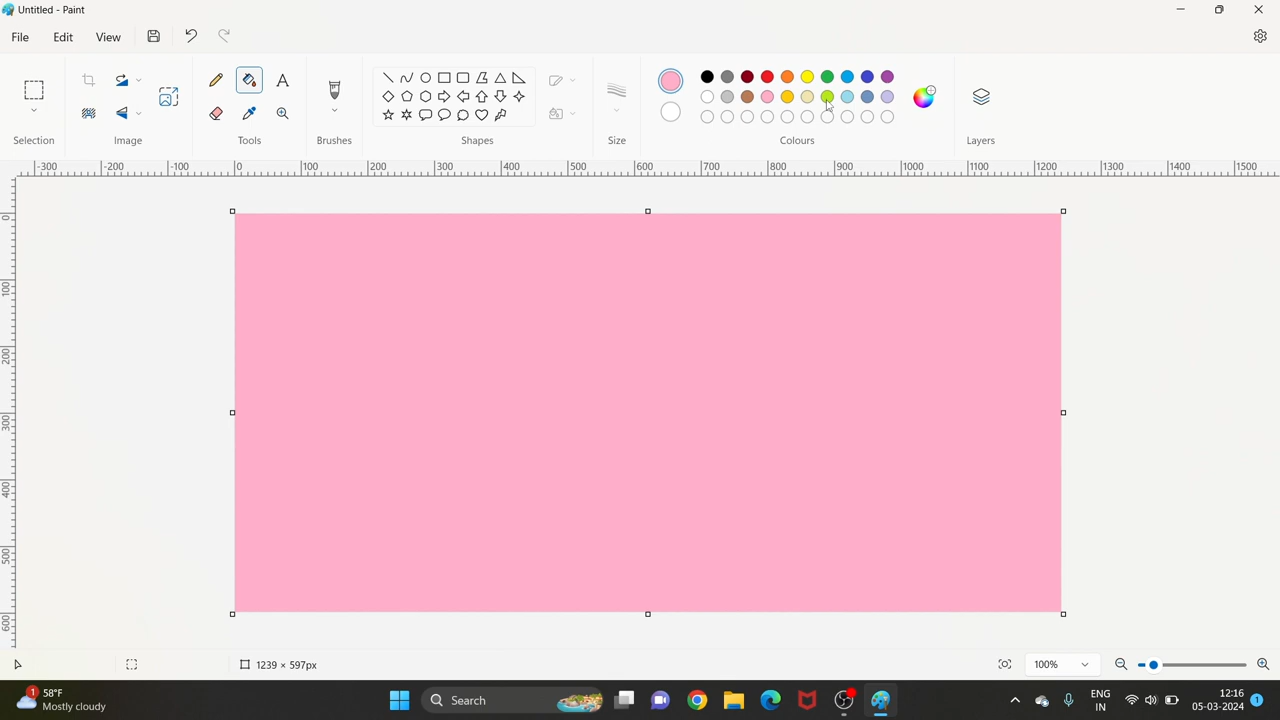 Untitled - Paint
File Edit View
Selection Image Tools Brushes Shapes Size Colours Layers
-300 -200 -100 0 100 200 300 400 500 600 700 800 900 1000 1100 1200 1300 1400 1500
0
100
200
300
400
500
600
1239 × 597px 100%
1 58°F
Mostly cloudy
Search
ENG
IN
12:16
05-03-2024
1